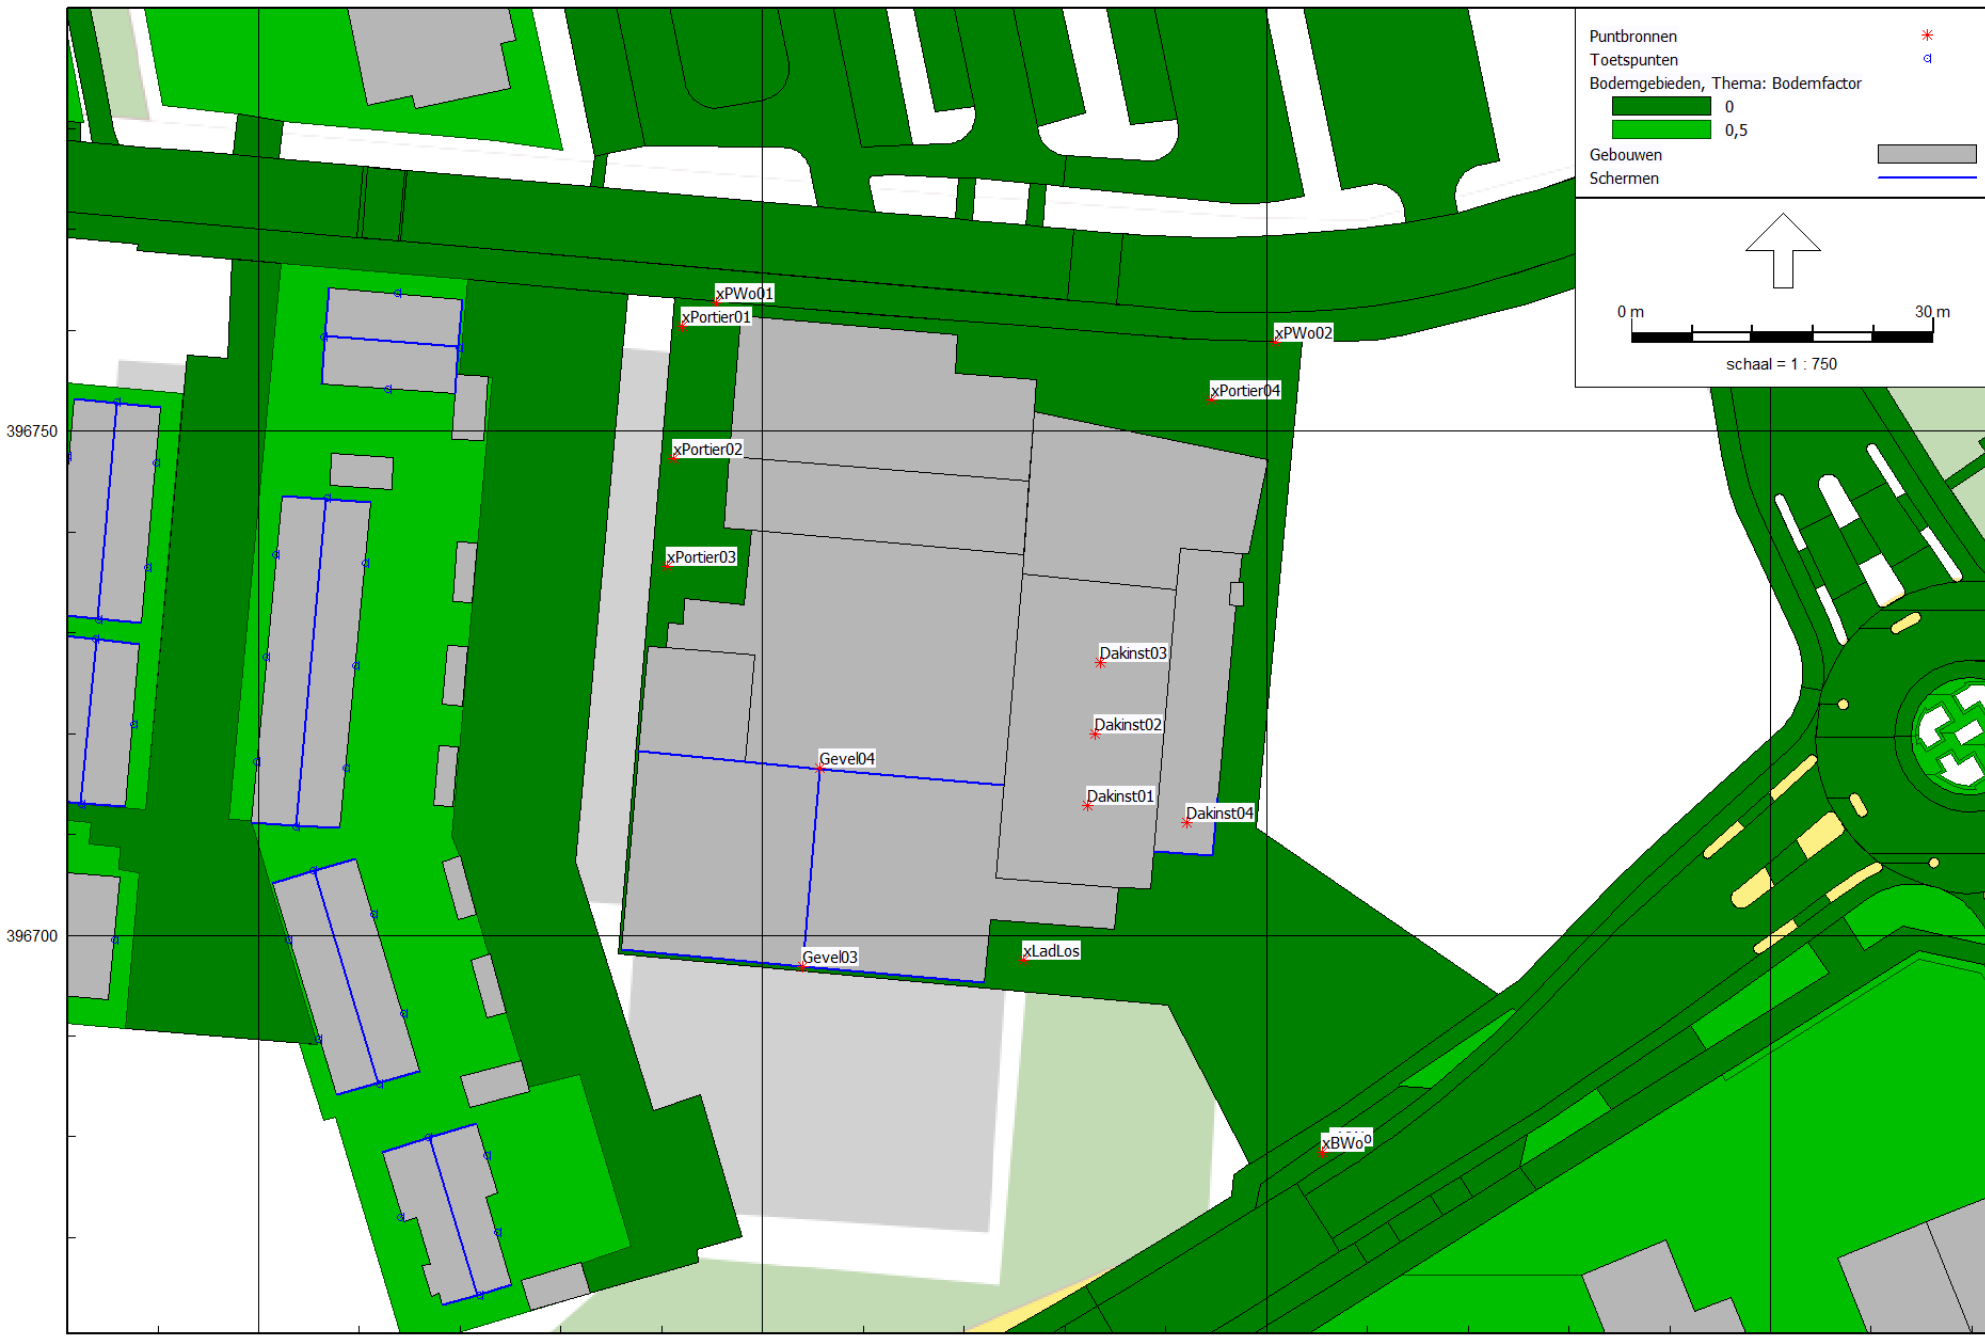 Puntbronnen
Toetspunten
Bodemgebieden, Thema: Bodemfactor
0
0,5
Gebouwen
Schermen
0 m 30 m
schaal = 1 : 750
xPWo01
xPortier01
xPWo02
xPortier04
396750
xPortier02
xPortier03
Dakinst03
Dakinst02
Gevel04
Dakinst01
Dakinst04
396700
xLadLos
Gevel03
xBWo